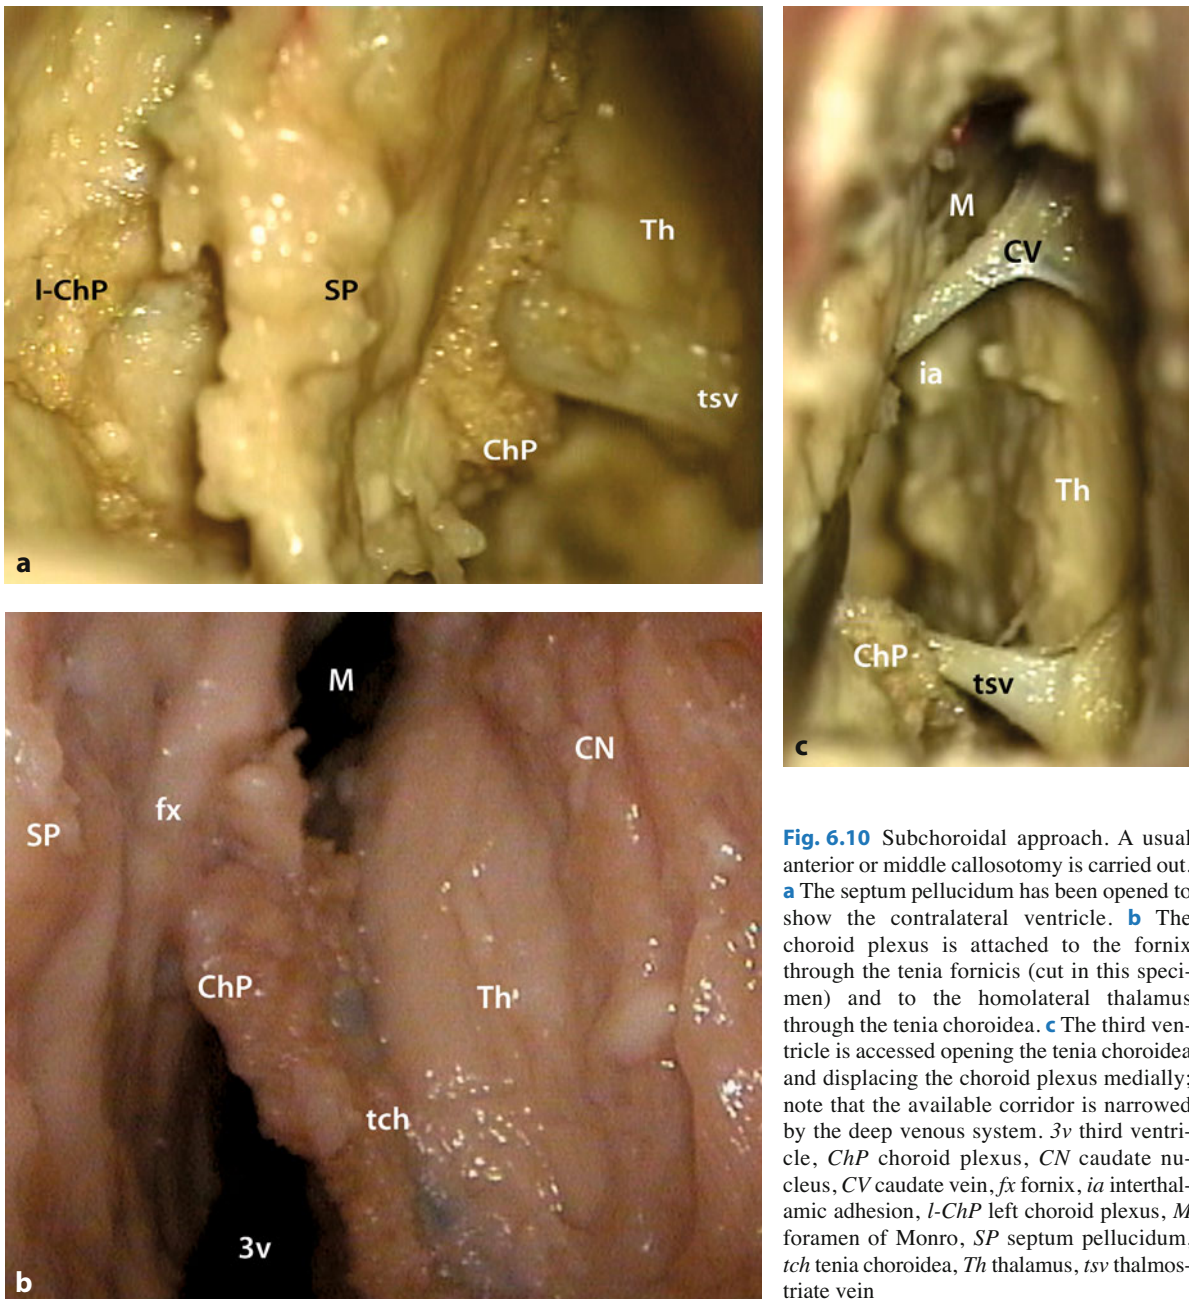 l-ChP
SP
Th
tsv
ChP
a
M
CV
ia
Th
ChP
tsv
c
M
CN
fx
SP
ChP
Th
tch
3v
b
Fig. 6.10 Subchoroidal approach. A usual
anterior or middle callosotomy is carried out.
a The septum pellucidum has been opened to
show the contralateral ventricle. b The
choroid plexus is attached to the fornix
through the tenia fornicis (cut in this speci-
men) and to the homolateral thalamus
through the tenia choroidea. c The third ven-
tricle is accessed opening the tenia choroidea
and displacing the choroid plexus medially;
note that the available corridor is narrowed
by the deep venous system. 3v third ventri-
cle, ChP choroid plexus, CN caudate nu-
cleus, CV caudate vein, fx fornix, ia interthal-
amic adhesion, l-ChP left choroid plexus, M
foramen of Monro, SP septum pellucidum,
tch tenia choroidea, Th thalamus, tsv thalmos-
triate vein